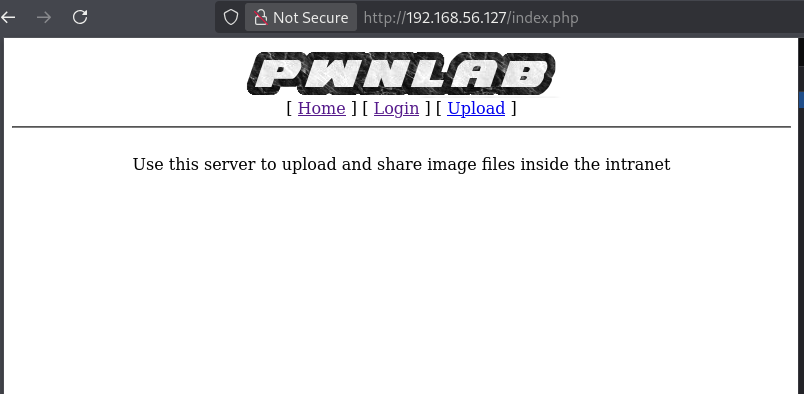 Not Secure http://192.168.56.127/index.php
PWNLAB
[ Home ] [ Login ] [ Upload ]
Use this server to upload and share image files inside the intranet